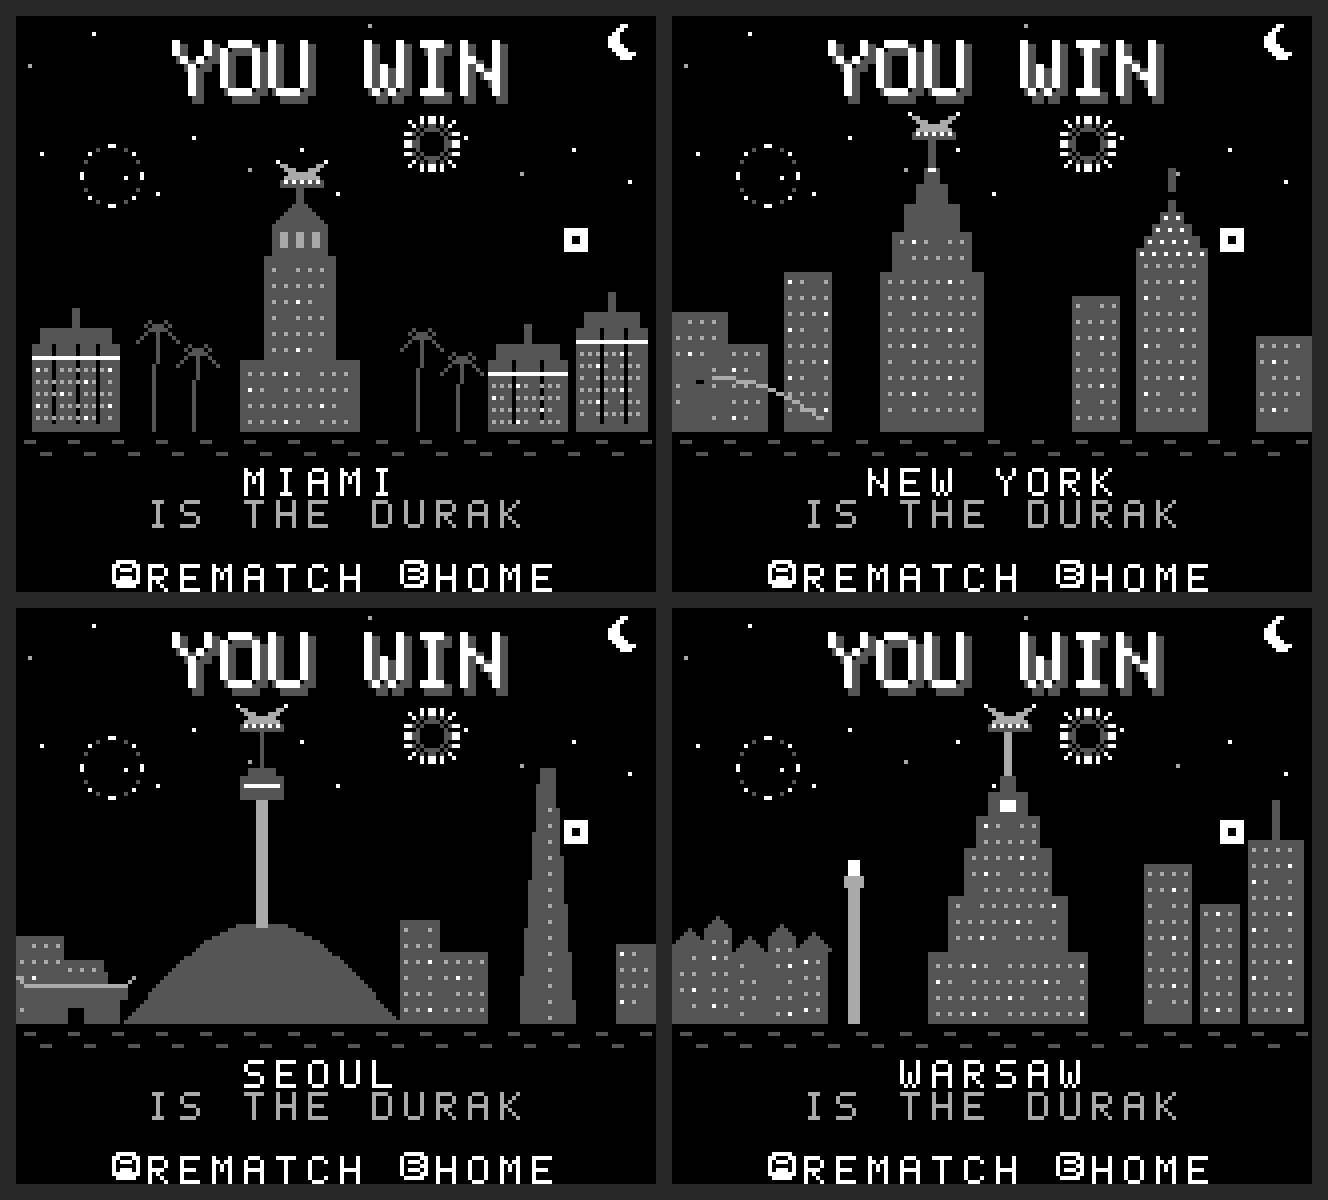 YOU WIN
MIAMI
IS THE DURAK
Ⓐ REMATCH Ⓑ HOME
YOU WIN
NEW YORK
IS THE DURAK
Ⓐ REMATCH Ⓑ HOME
YOU WIN
SEOUL
IS THE DURAK
Ⓐ REMATCH Ⓑ HOME
YOU WIN
WARSAW
IS THE DURAK
Ⓐ REMATCH Ⓑ HOME